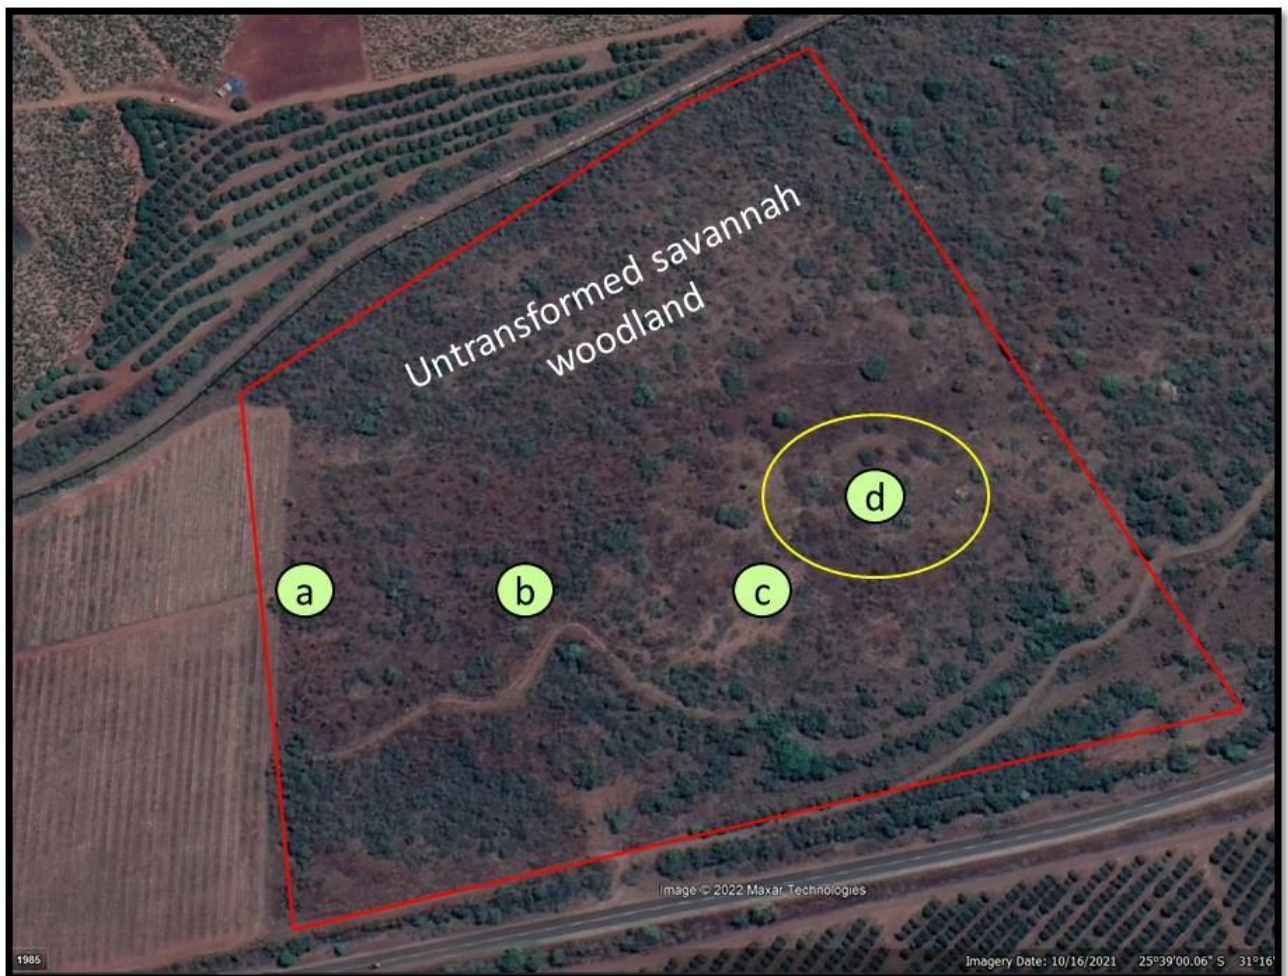 Untransformed savannah
woodland
d
a b c
Image © 2022 Maxar Technologies
1985
Imagery Date: 10/16/2021 25°39'00.06" S 31°16'